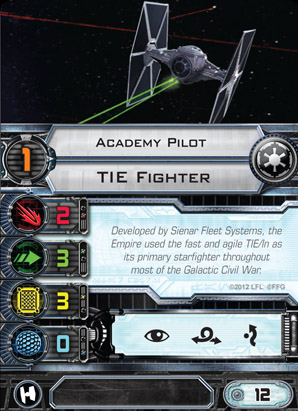 ACADEMY PILOT
1
TIE FIGHTER
2
3
3
0
Developed by Sienar Fleet Systems, the
Empire used the fast and agile TIE/ln as
its primary starfighter throughout
most of the Galactic Civil War.
©2012 LFL ©FFG
12